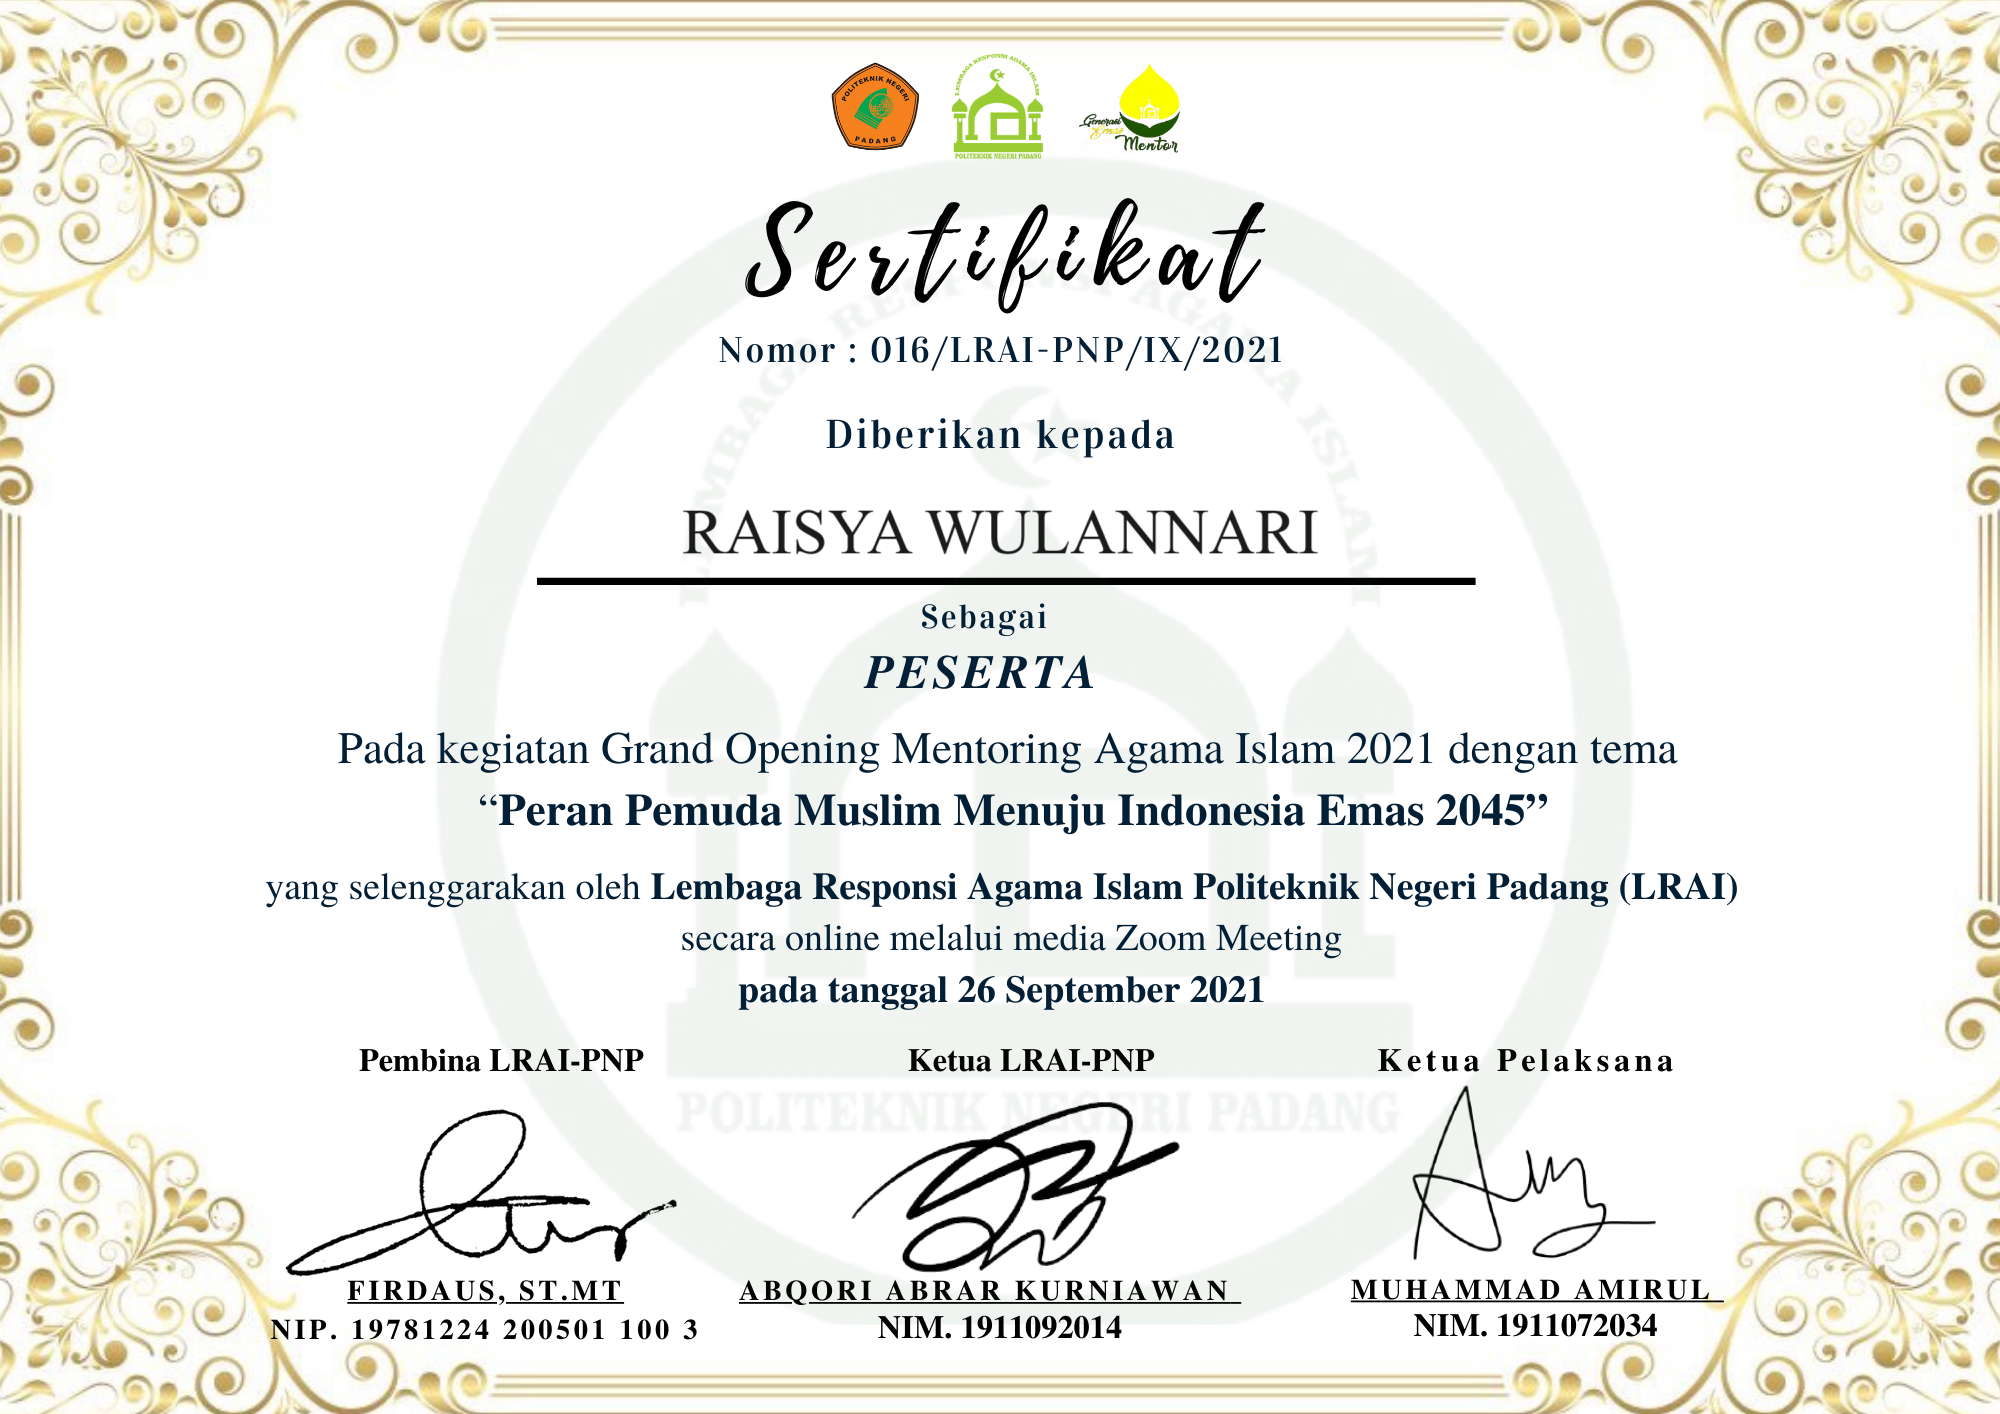 POLITEKNIK NEGERI
PADANG
LEMBAGA RESPONSI AGAMA ISLAM
POLITEKNIK NEGERI PADANG
Generasi
Emas
Mentor
Sertifikat
Nomor : 016/LRAI-PNP/IX/2021
Diberikan kepada
RAISYA WULANNARI
Sebagai
PESERTA
Pada kegiatan Grand Opening Mentoring Agama Islam 2021 dengan tema
“Peran Pemuda Muslim Menuju Indonesia Emas 2045”
yang selenggarakan oleh Lembaga Responsi Agama Islam Politeknik Negeri Padang (LRAI)
secara online melalui media Zoom Meeting
pada tanggal 26 September 2021
Pembina LRAI-PNP
Ketua LRAI-PNP
Ketua Pelaksana
LEMBAGA RESPONSI AGAMA ISLAM
POLITEKNIK NEGERI PADANG
FIRDAUS, ST.MT
NIP. 19781224 200501 100 3
ABQORI ABRAR KURNIAWAN
NIM. 1911092014
MUHAMMAD AMIRUL
NIM. 1911072034